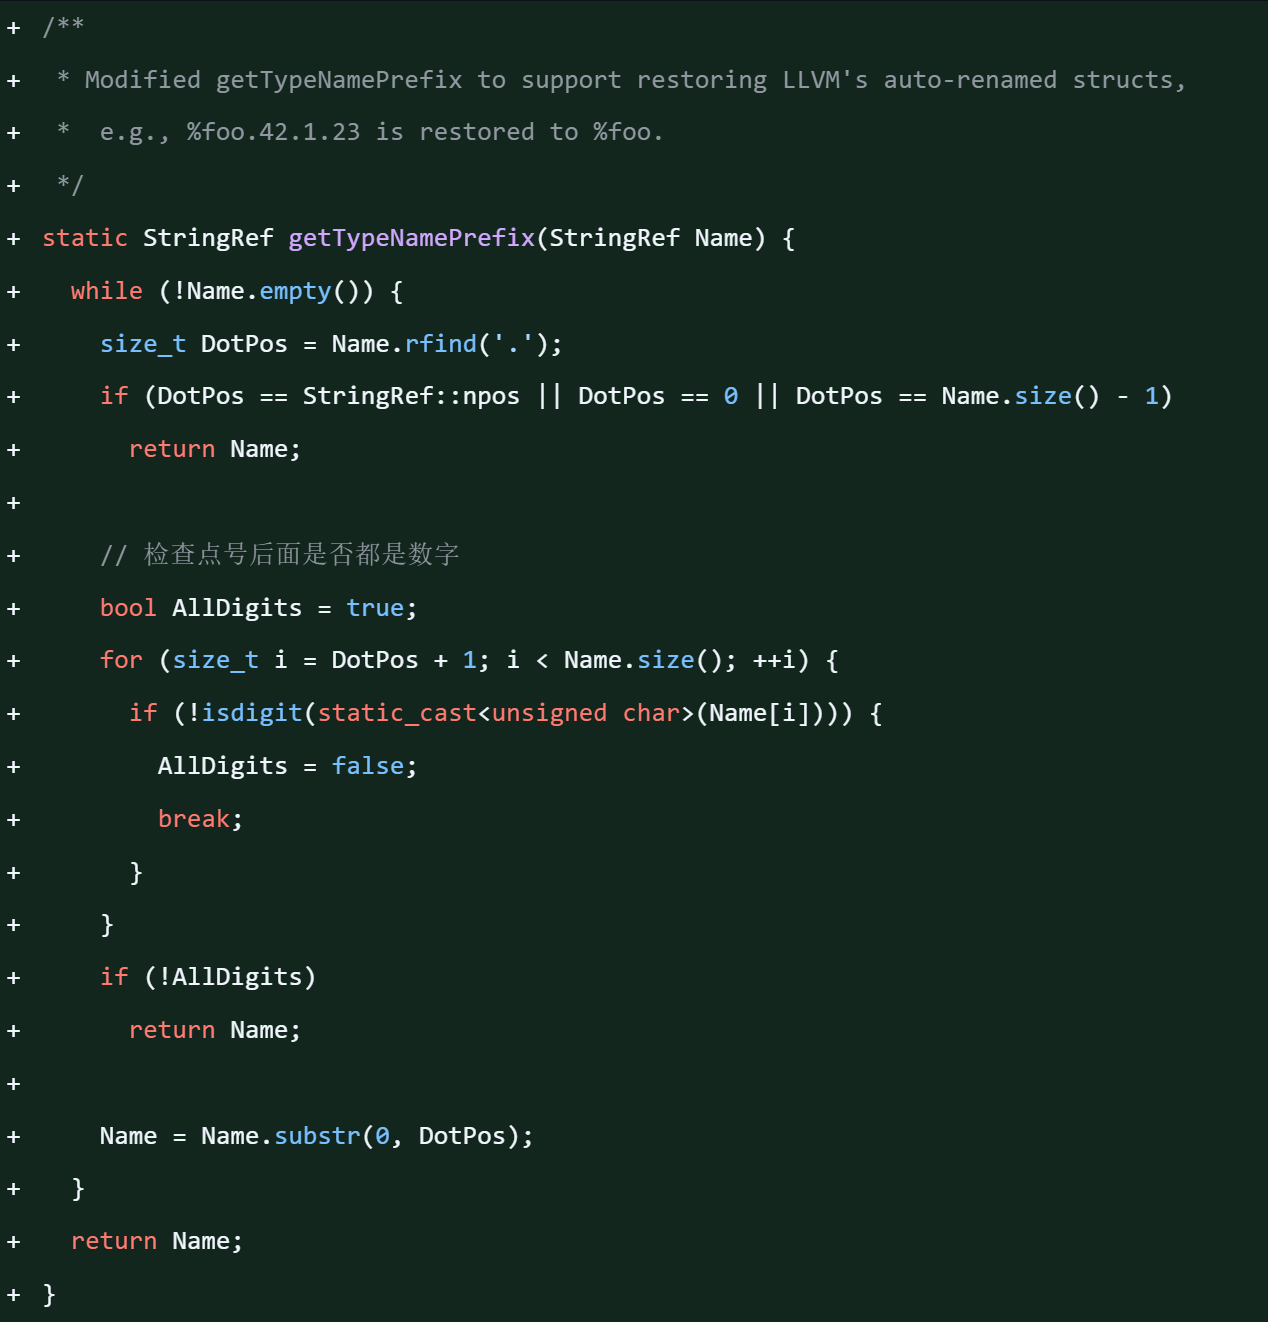 + /**
+  * Modified getTypeNamePrefix to support restoring LLVM's auto-renamed structs,
+  *  e.g., %foo.42.1.23 is restored to %foo.
+  */
+ static StringRef getTypeNamePrefix(StringRef Name) {
+   while (!Name.empty()) {
+     size_t DotPos = Name.rfind('.');
+     if (DotPos == StringRef::npos || DotPos == 0 || DotPos == Name.size() - 1)
+       return Name;
+
+     // 检查点号后面是否都是数字
+     bool AllDigits = true;
+     for (size_t i = DotPos + 1; i < Name.size(); ++i) {
+       if (!isdigit(static_cast<unsigned char>(Name[i]))) {
+         AllDigits = false;
+         break;
+       }
+     }
+     if (!AllDigits)
+       return Name;
+
+     Name = Name.substr(0, DotPos);
+   }
+   return Name;
+ }